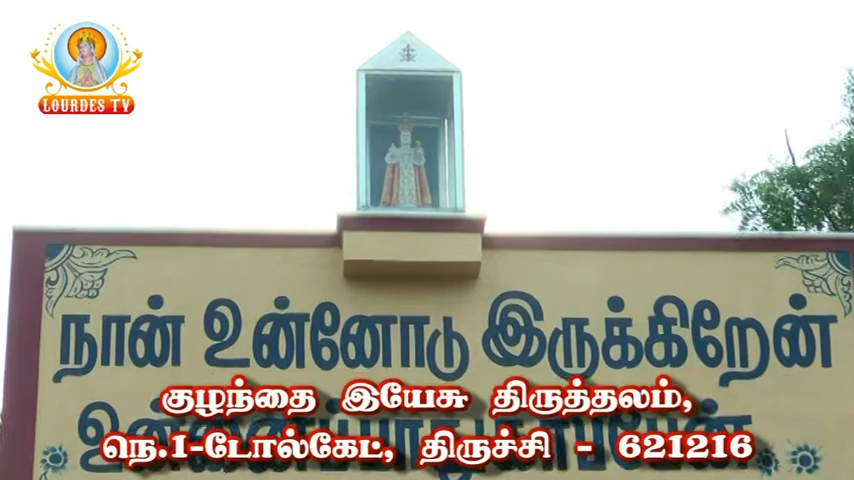 LOURDES TV
நான் உன்னோடு இருக்கிறேன்
குழந்தை இயேசு திருத்தலம்,
நெ.1-டோல்கேட், திருச்சி - 621216